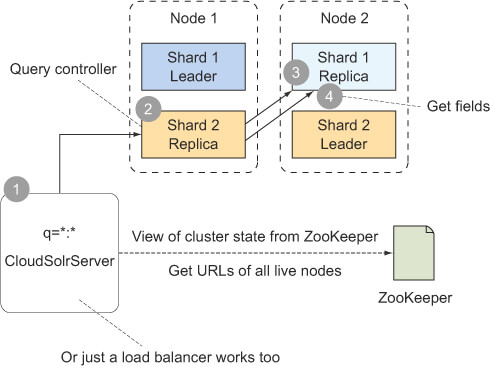 Node 1
Node 2
Shard 1
Leader
Shard 1
Replica
3
Query controller
2
4
Shard 2
Replica
Get fields
Shard 2
Leader
1
q=*:*
CloudSolrServer
View of cluster state from ZooKeeper
Get URLs of all live nodes
ZooKeeper
Or just a load balancer works too